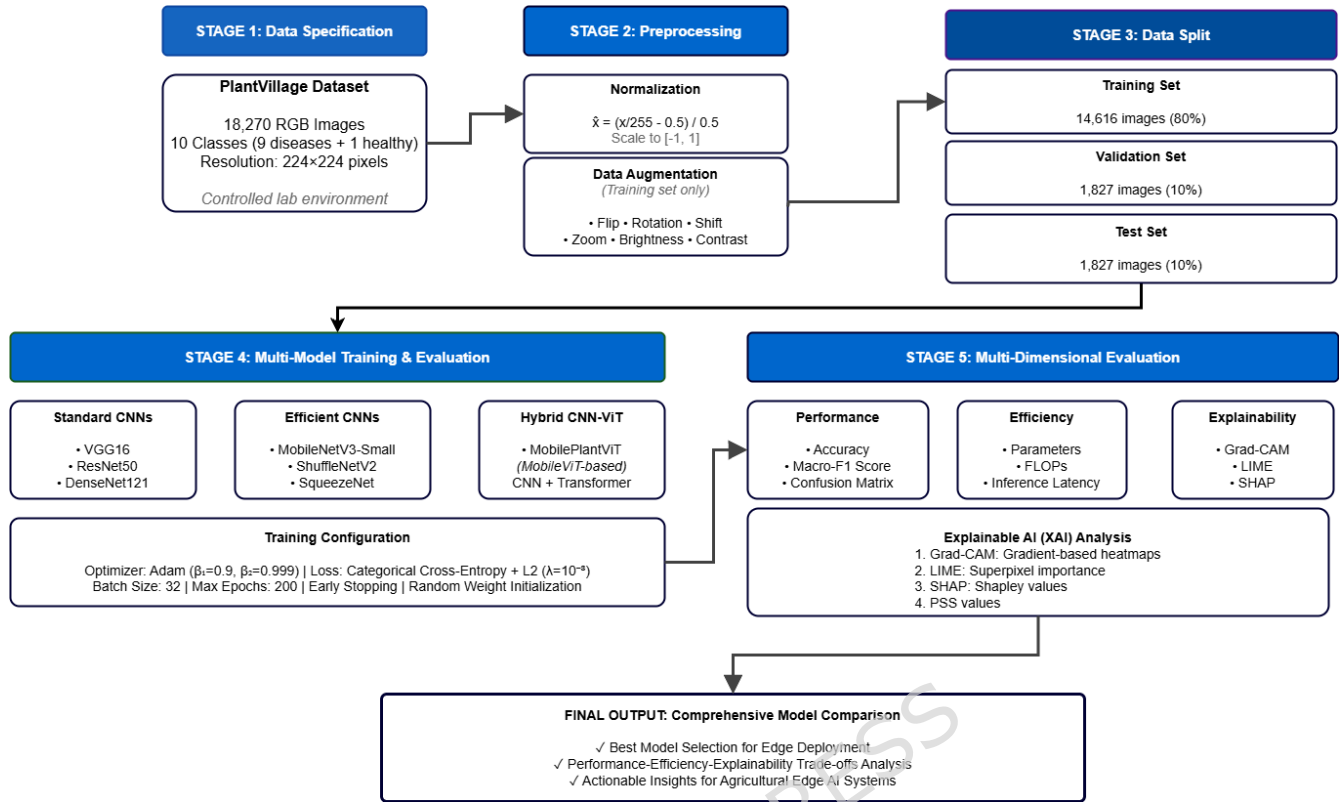 STAGE 1: Data Specification
PlantVillage Dataset
18,270 RGB Images
10 Classes (9 diseases + 1 healthy)
Resolution: 224×224 pixels
Controlled lab environment
STAGE 2: Preprocessing
Normalization
x̂ = (x/255 - 0.5) / 0.5
Scale to [-1, 1]
Data Augmentation
(Training set only)
• Flip • Rotation • Shift
• Zoom • Brightness • Contrast
STAGE 3: Data Split
Training Set
14,616 images (80%)
Validation Set
1,827 images (10%)
Test Set
1,827 images (10%)
STAGE 4: Multi-Model Training & Evaluation
Standard CNNs
• VGG16
• ResNet50
• DenseNet121
Efficient CNNs
• MobileNetV3-Small
• ShuffleNetV2
• SqueezeNet
Hybrid CNN-ViT
• MobilePlantViT
(MobileViT-based)
CNN + Transformer
Training Configuration
Optimizer: Adam (β₁=0.9, β₂=0.999) | Loss: Categorical Cross-Entropy + L2 (λ=10⁻⁸)
Batch Size: 32 | Max Epochs: 200 | Early Stopping | Random Weight Initialization
STAGE 5: Multi-Dimensional Evaluation
Performance
• Accuracy
• Macro-F1 Score
• Confusion Matrix
Efficiency
• Parameters
• FLOPs
• Inference Latency
Explainability
• Grad-CAM
• LIME
• SHAP
Explainable AI (XAI) Analysis
1. Grad-CAM: Gradient-based heatmaps
2. LIME: Superpixel importance
3. SHAP: Shapley values
4. PSS values
FINAL OUTPUT: Comprehensive Model Comparison
✓ Best Model Selection for Edge Deployment
✓ Performance-Efficiency-Explainability Trade-offs Analysis
✓ Actionable Insights for Agricultural Edge AI Systems